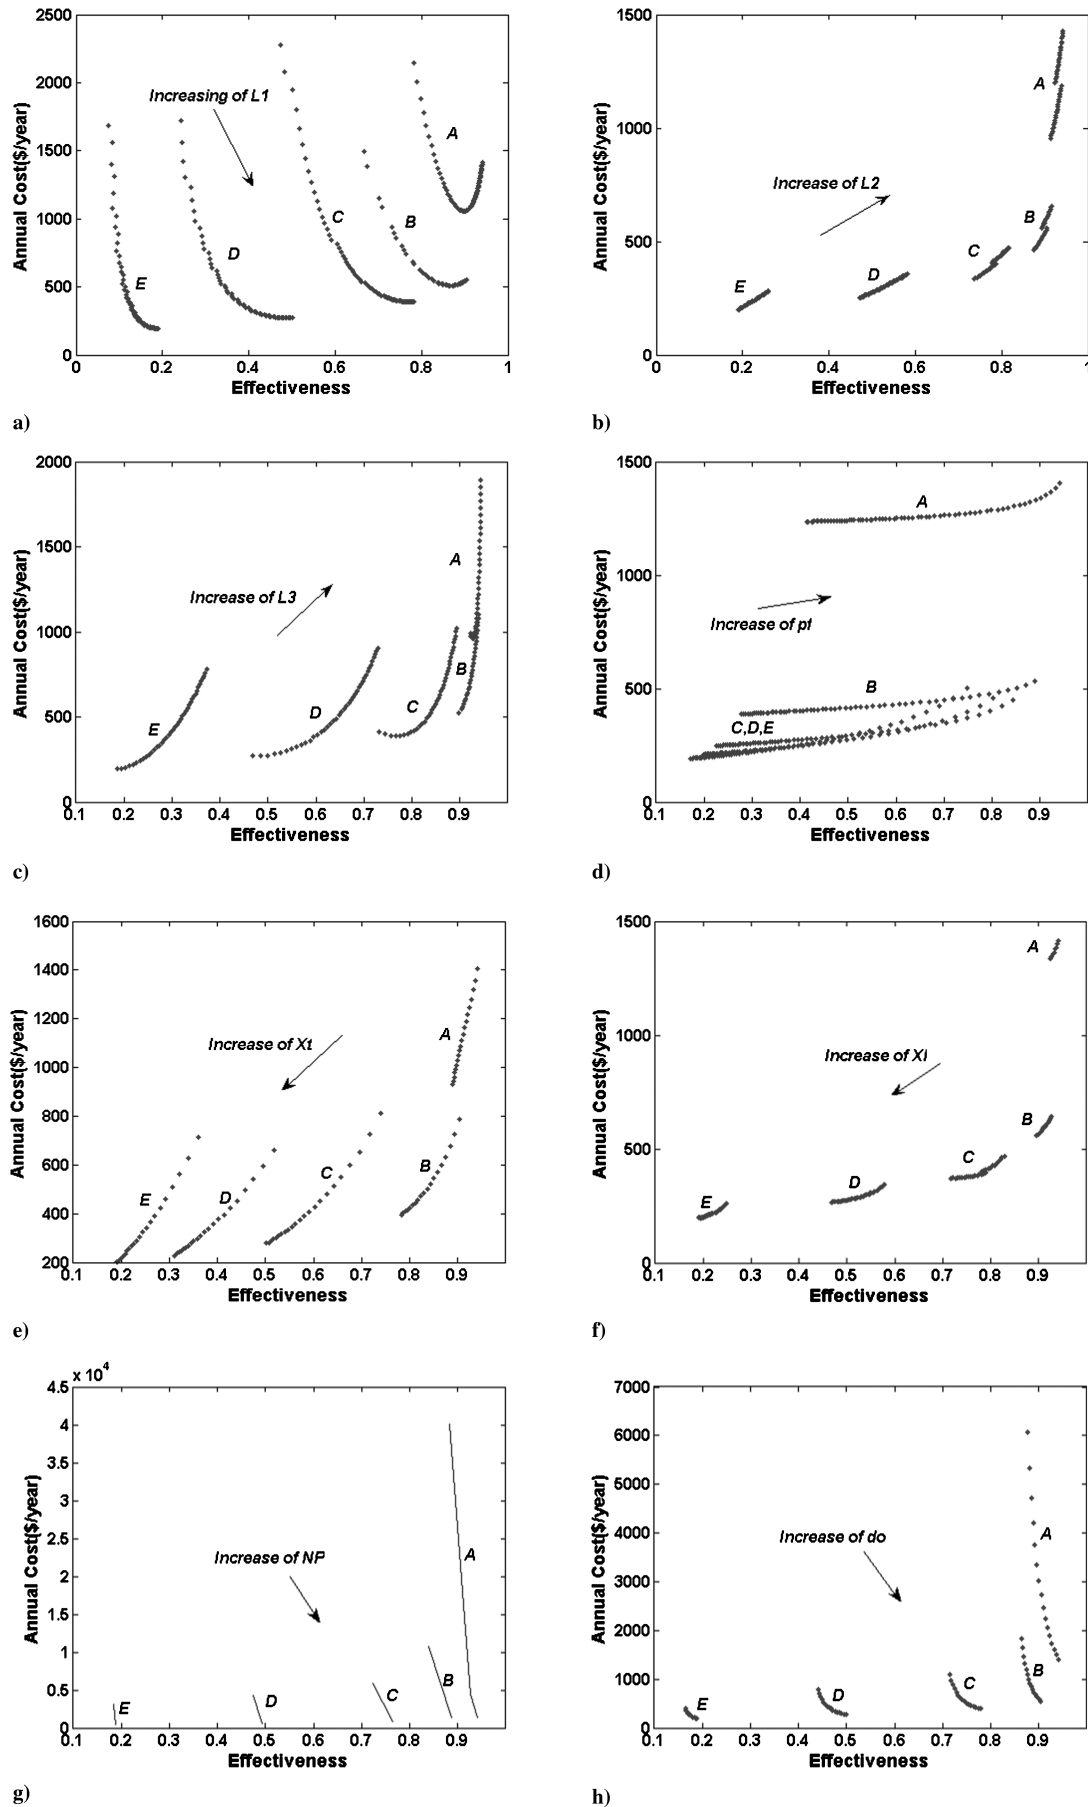 2500
2000
1500
1000
500
0
0
0.2
0.4
0.6
0.8
1
Annual Cost($/year)
Effectiveness
Increasing of L1
A
B
C
D
E
a)
1500
1000
500
0
0
0.2
0.4
0.6
0.8
1
Annual Cost($/year)
Effectiveness
Increase of L2
A
B
C
D
E
b)
2000
1500
1000
500
0
0.1
0.2
0.3
0.4
0.5
0.6
0.7
0.8
0.9
Annual Cost($/year)
Effectiveness
Increase of L3
A
B
C
D
E
c)
1500
1000
500
0
0.1
0.2
0.3
0.4
0.5
0.6
0.7
0.8
0.9
Annual Cost($/year)
Effectiveness
A
Increase of pf
B
C,D,E
d)
1600
1400
1200
1000
800
600
400
200
0.1
0.2
0.3
0.4
0.5
0.6
0.7
0.8
0.9
Annual Cost($/year)
Effectiveness
Increase of Xt
A
B
C
D
E
e)
1500
1000
500
0
0.1
0.2
0.3
0.4
0.5
0.6
0.7
0.8
0.9
Annual Cost($/year)
Effectiveness
Increase of Xl
A
B
C
D
E
f)
x 10^4
4.5
4
3.5
3
2.5
2
1.5
1
0.5
0
0.1
0.2
0.3
0.4
0.5
0.6
0.7
0.8
0.9
Annual Cost($/year)
Effectiveness
Increase of NP
A
B
C
D
E
g)
7000
6000
5000
4000
3000
2000
1000
0
0.1
0.2
0.3
0.4
0.5
0.6
0.7
0.8
0.9
Annual Cost($/year)
Effectiveness
Increase of do
A
B
C
D
E
h)